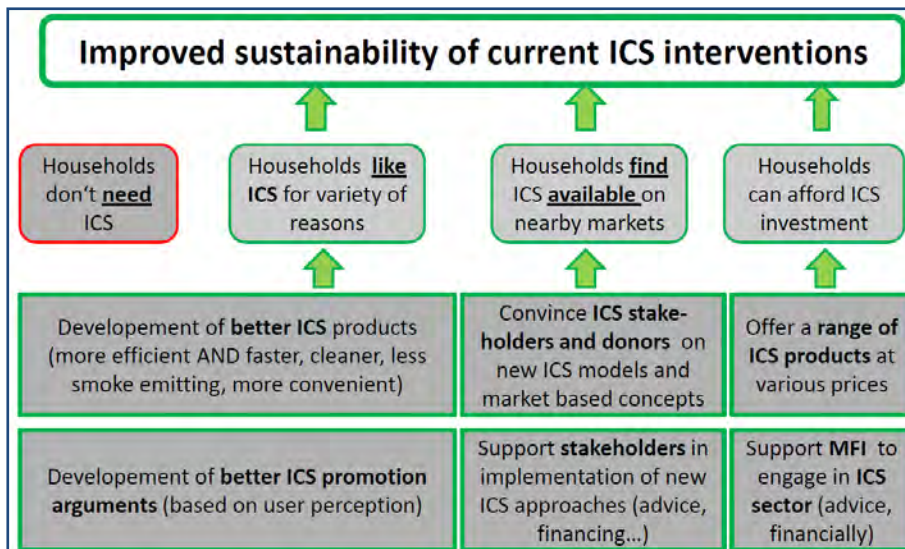 Improved sustainability of current ICS interventions
Households
don't need
ICS
Households like
ICS for variety of
reasons
Households find
ICS available on
nearby markets
Households
can afford ICS
investment
Developement of better ICS products
(more efficient AND faster, cleaner, less
smoke emitting, more convenient)
Convince ICS stake-
holders and donors on
new ICS models and
market based concepts
Offer a range of
ICS products at
various prices
Developement of better ICS promotion
arguments (based on user perception)
Support stakeholders in
implementation of new
ICS approaches (advice,
financing...)
Support MFI to
engage in ICS
sector (advice,
financially)